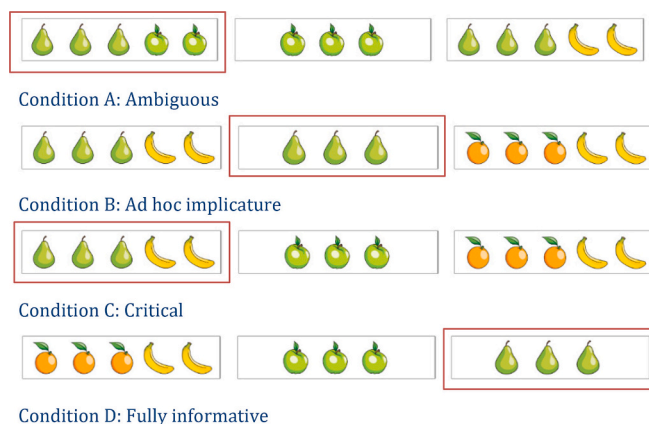 Condition A: Ambiguous
Condition B: Ad hoc implicature
Condition C: Critical
Condition D: Fully informative